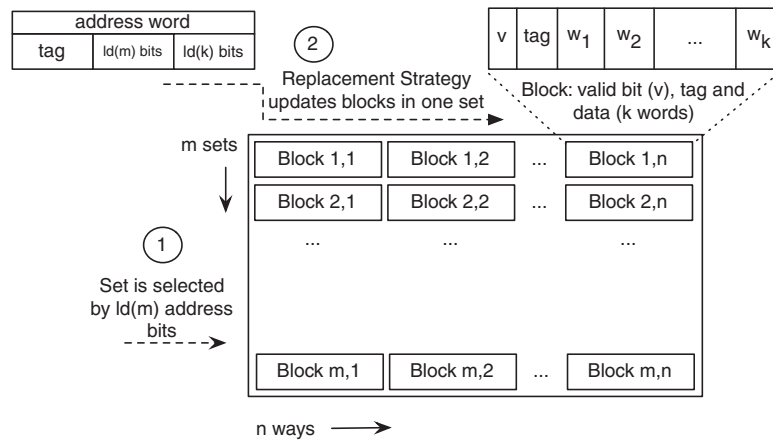 address word
tag ld(m) bits ld(k) bits
2
Replacement Strategy
updates blocks in one set
v tag w1 w2 ... wk
Block: valid bit (v), tag and
data (k words)
m sets
Block 1,1 Block 1,2 ... Block 1,n
Block 2,1 Block 2,2 ... Block 2,n
... ... ...
1
Set is selected
by ld(m) address
bits
Block m,1 Block m,2 ... Block m,n
n ways